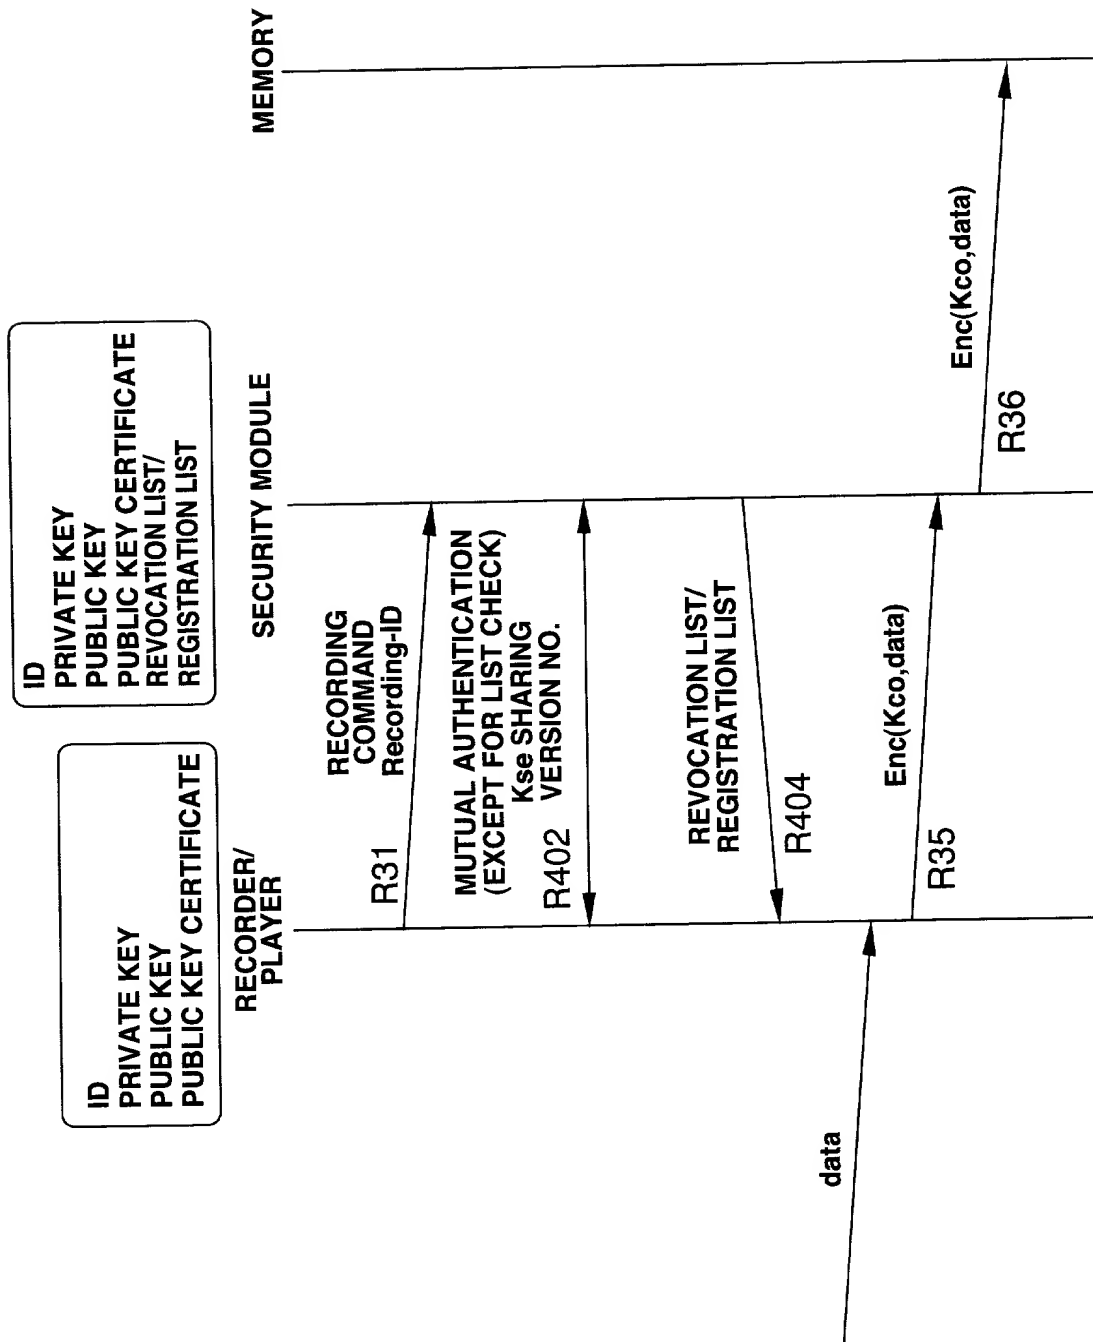 ID
PRIVATE KEY
PUBLIC KEY
PUBLIC KEY CERTIFICATE
ID
PRIVATE KEY
PUBLIC KEY
PUBLIC KEY CERTIFICATE
REVOCATION LIST/
REGISTRATION LIST
RECORDER/
PLAYER
SECURITY MODULE
MEMORY
RECORDING
COMMAND
Recording-ID
R31
MUTUAL AUTHENTICATION
(EXCEPT FOR LIST CHECK)
Kse SHARING
R402 VERSION NO.
REVOCATION LIST/
REGISTRATION LIST
R404
data
Enc(Kco,data)
R35
Enc(Kco,data)
R36